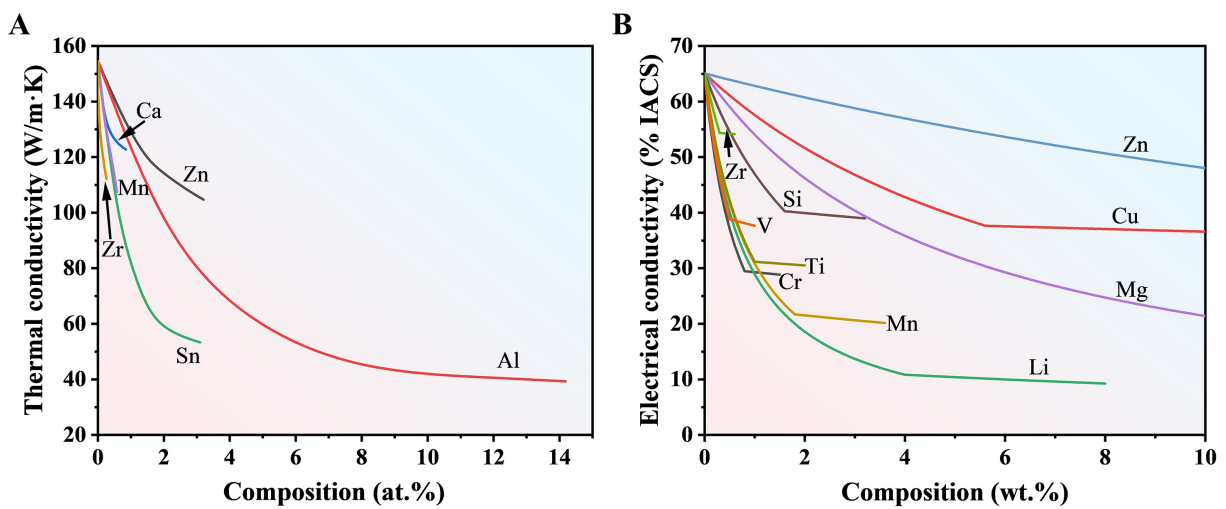 A
Thermal conductivity (W/m·K)
160
140
120
100
80
60
40
20
0
2
4
6
8
10
12
14
Composition (at.%)
Ca
Zn
Mn
Zr
Sn
Al
B
Electrical conductivity (% IACS)
70
60
50
40
30
20
10
0
0
2
4
6
8
10
Composition (wt.%)
Zn
Zr
Si
Cu
V
Ti
Cr
Mg
Mn
Li